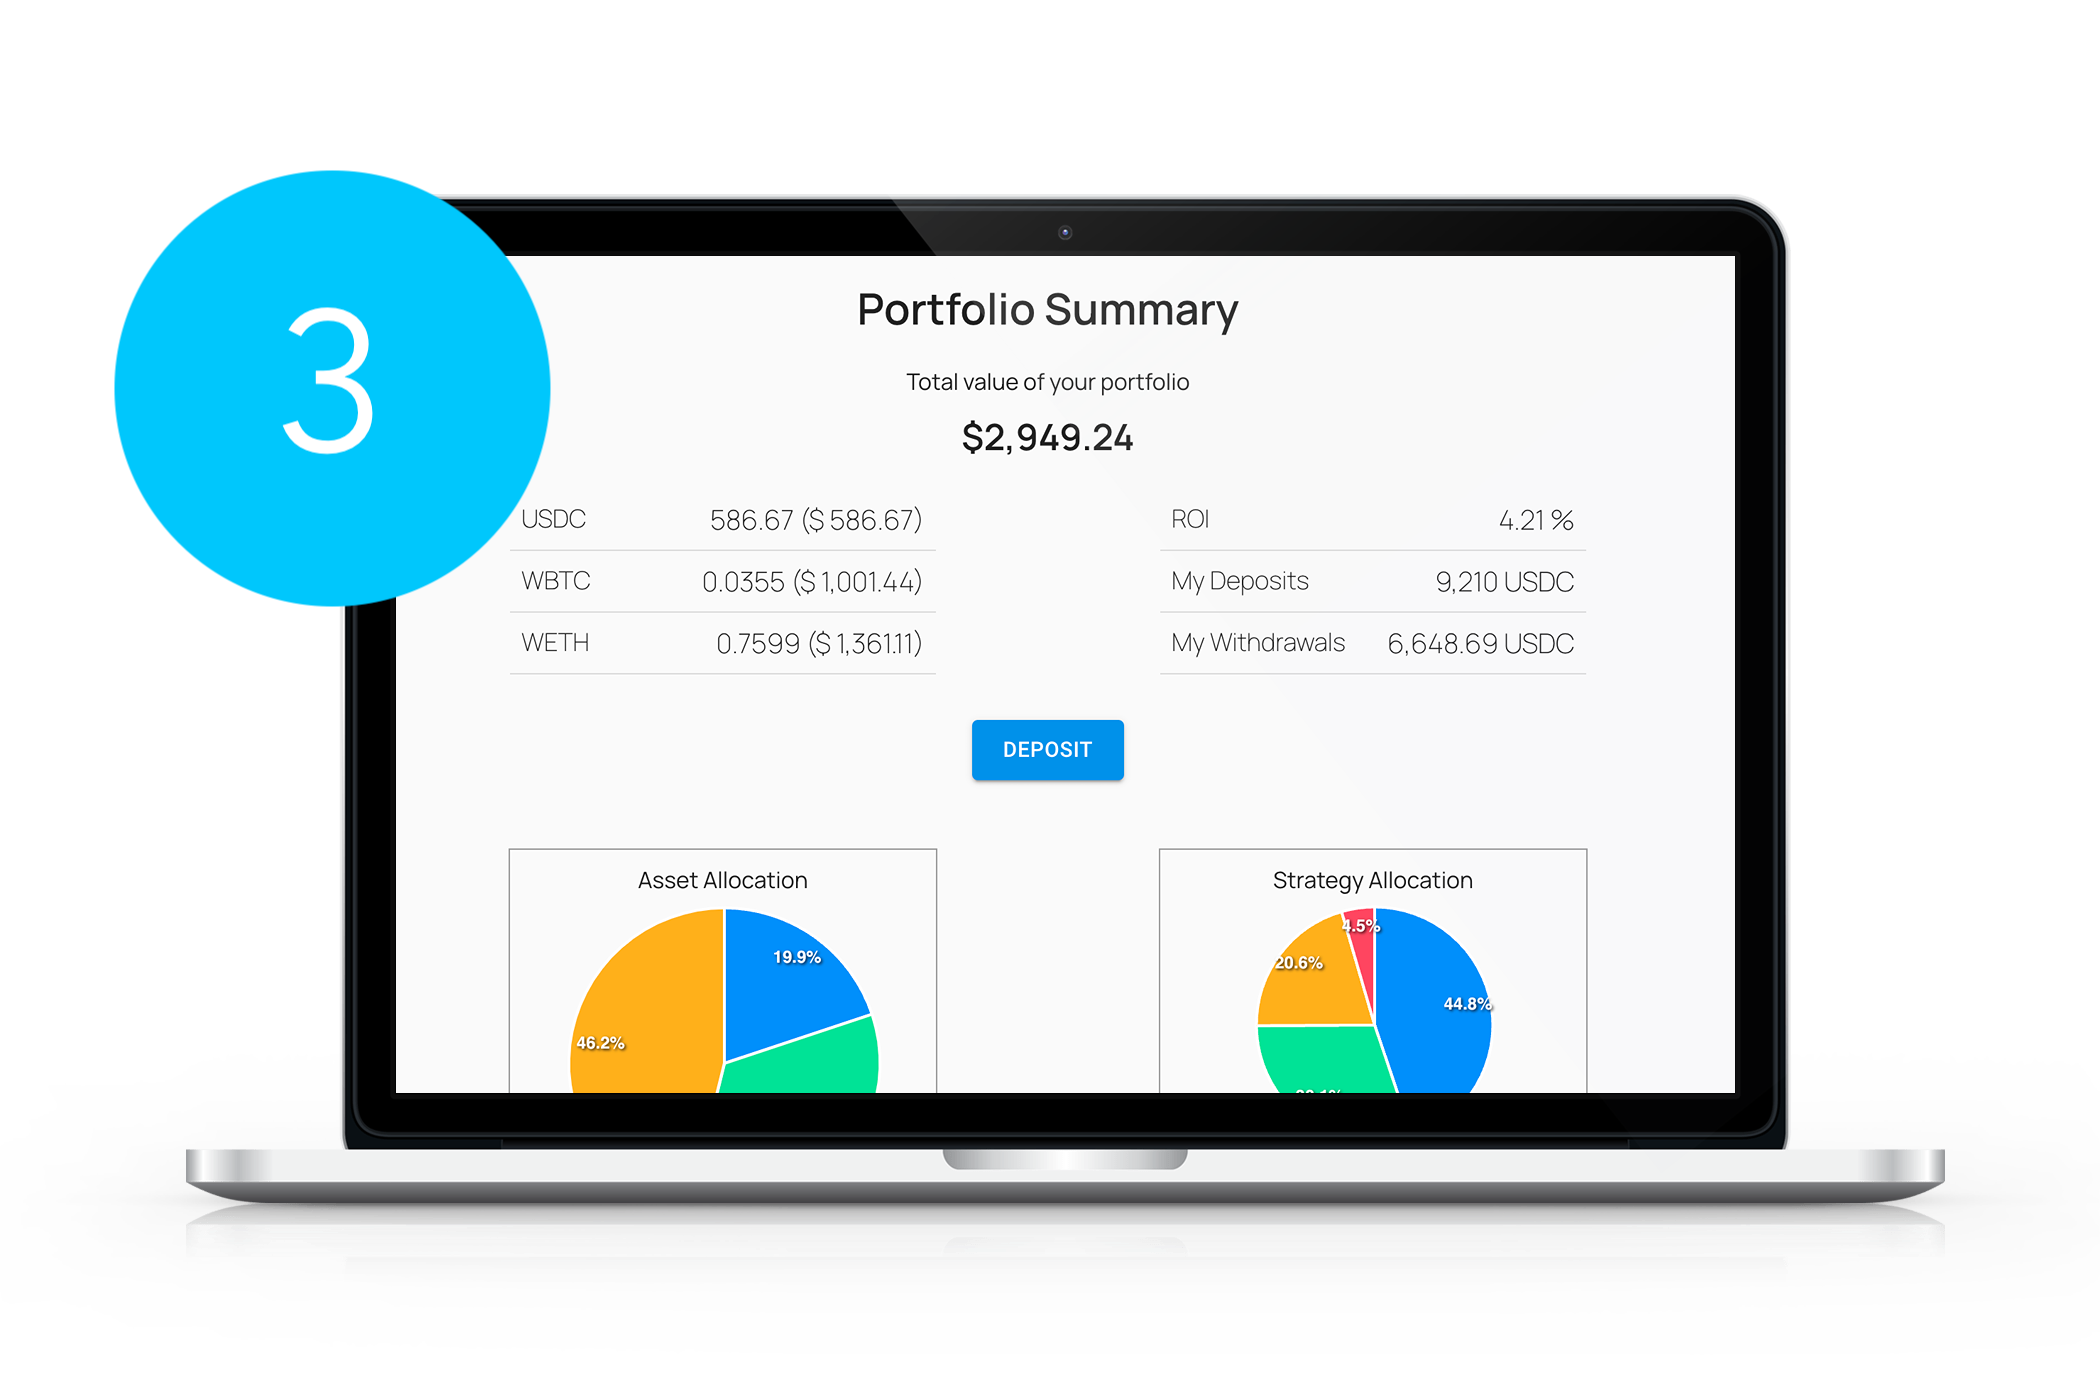 3
Portfolio Summary
Total value of your portfolio
$2,949.24
USDC 586.67 ($ 586.67)
WBTC 0.0355 ($ 1,001.44)
WETH 0.7599 ($ 1,361.11)
ROI 4.21 %
My Deposits 9,210 USDC
My Withdrawals 6,648.69 USDC
DEPOSIT
Asset Allocation
19.9%
46.2%
Strategy Allocation
4.5%
20.6%
44.8%